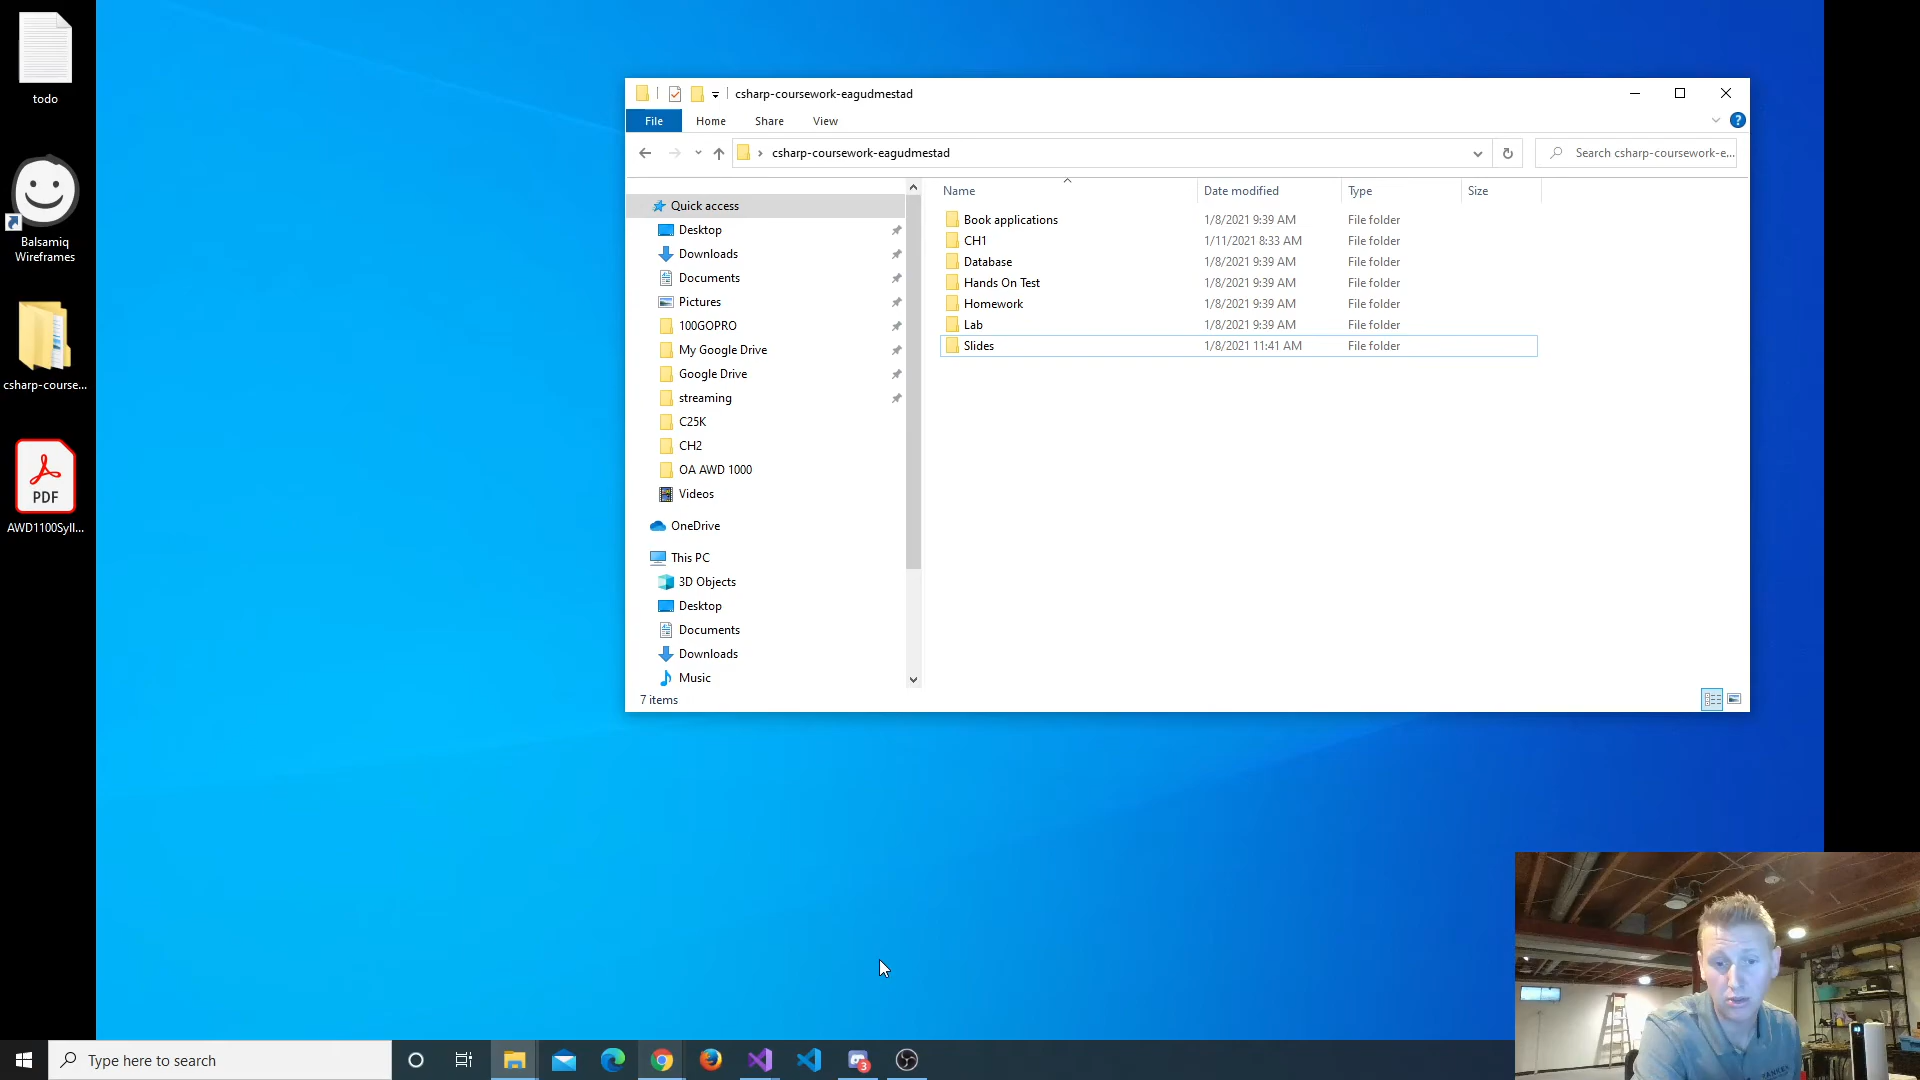 todo
Balsamiq
Wireframes
csharp-course...
PDF
AWD1100Syll...
csharp-coursework-eagudmestad
File
Home
Share
View
?
csharp-coursework-eagudmestad
Search csharp-coursework-e...
Quick access
Desktop
Downloads
Documents
Pictures
100GOPRO
My Google Drive
Google Drive
streaming
C25K
CH2
OA AWD 1000
Videos
OneDrive
This PC
3D Objects
Desktop
Documents
Downloads
Music
Name
Date modified
Type
Size
Book applications 1/8/2021 9:39 AM File folder
CH1 1/11/2021 8:33 AM File folder
Database 1/8/2021 9:39 AM File folder
Hands On Test 1/8/2021 9:39 AM File folder
Homework 1/8/2021 9:39 AM File folder
Lab 1/8/2021 9:39 AM File folder
Slides 1/8/2021 11:41 AM File folder
7 items
Type here to search
3